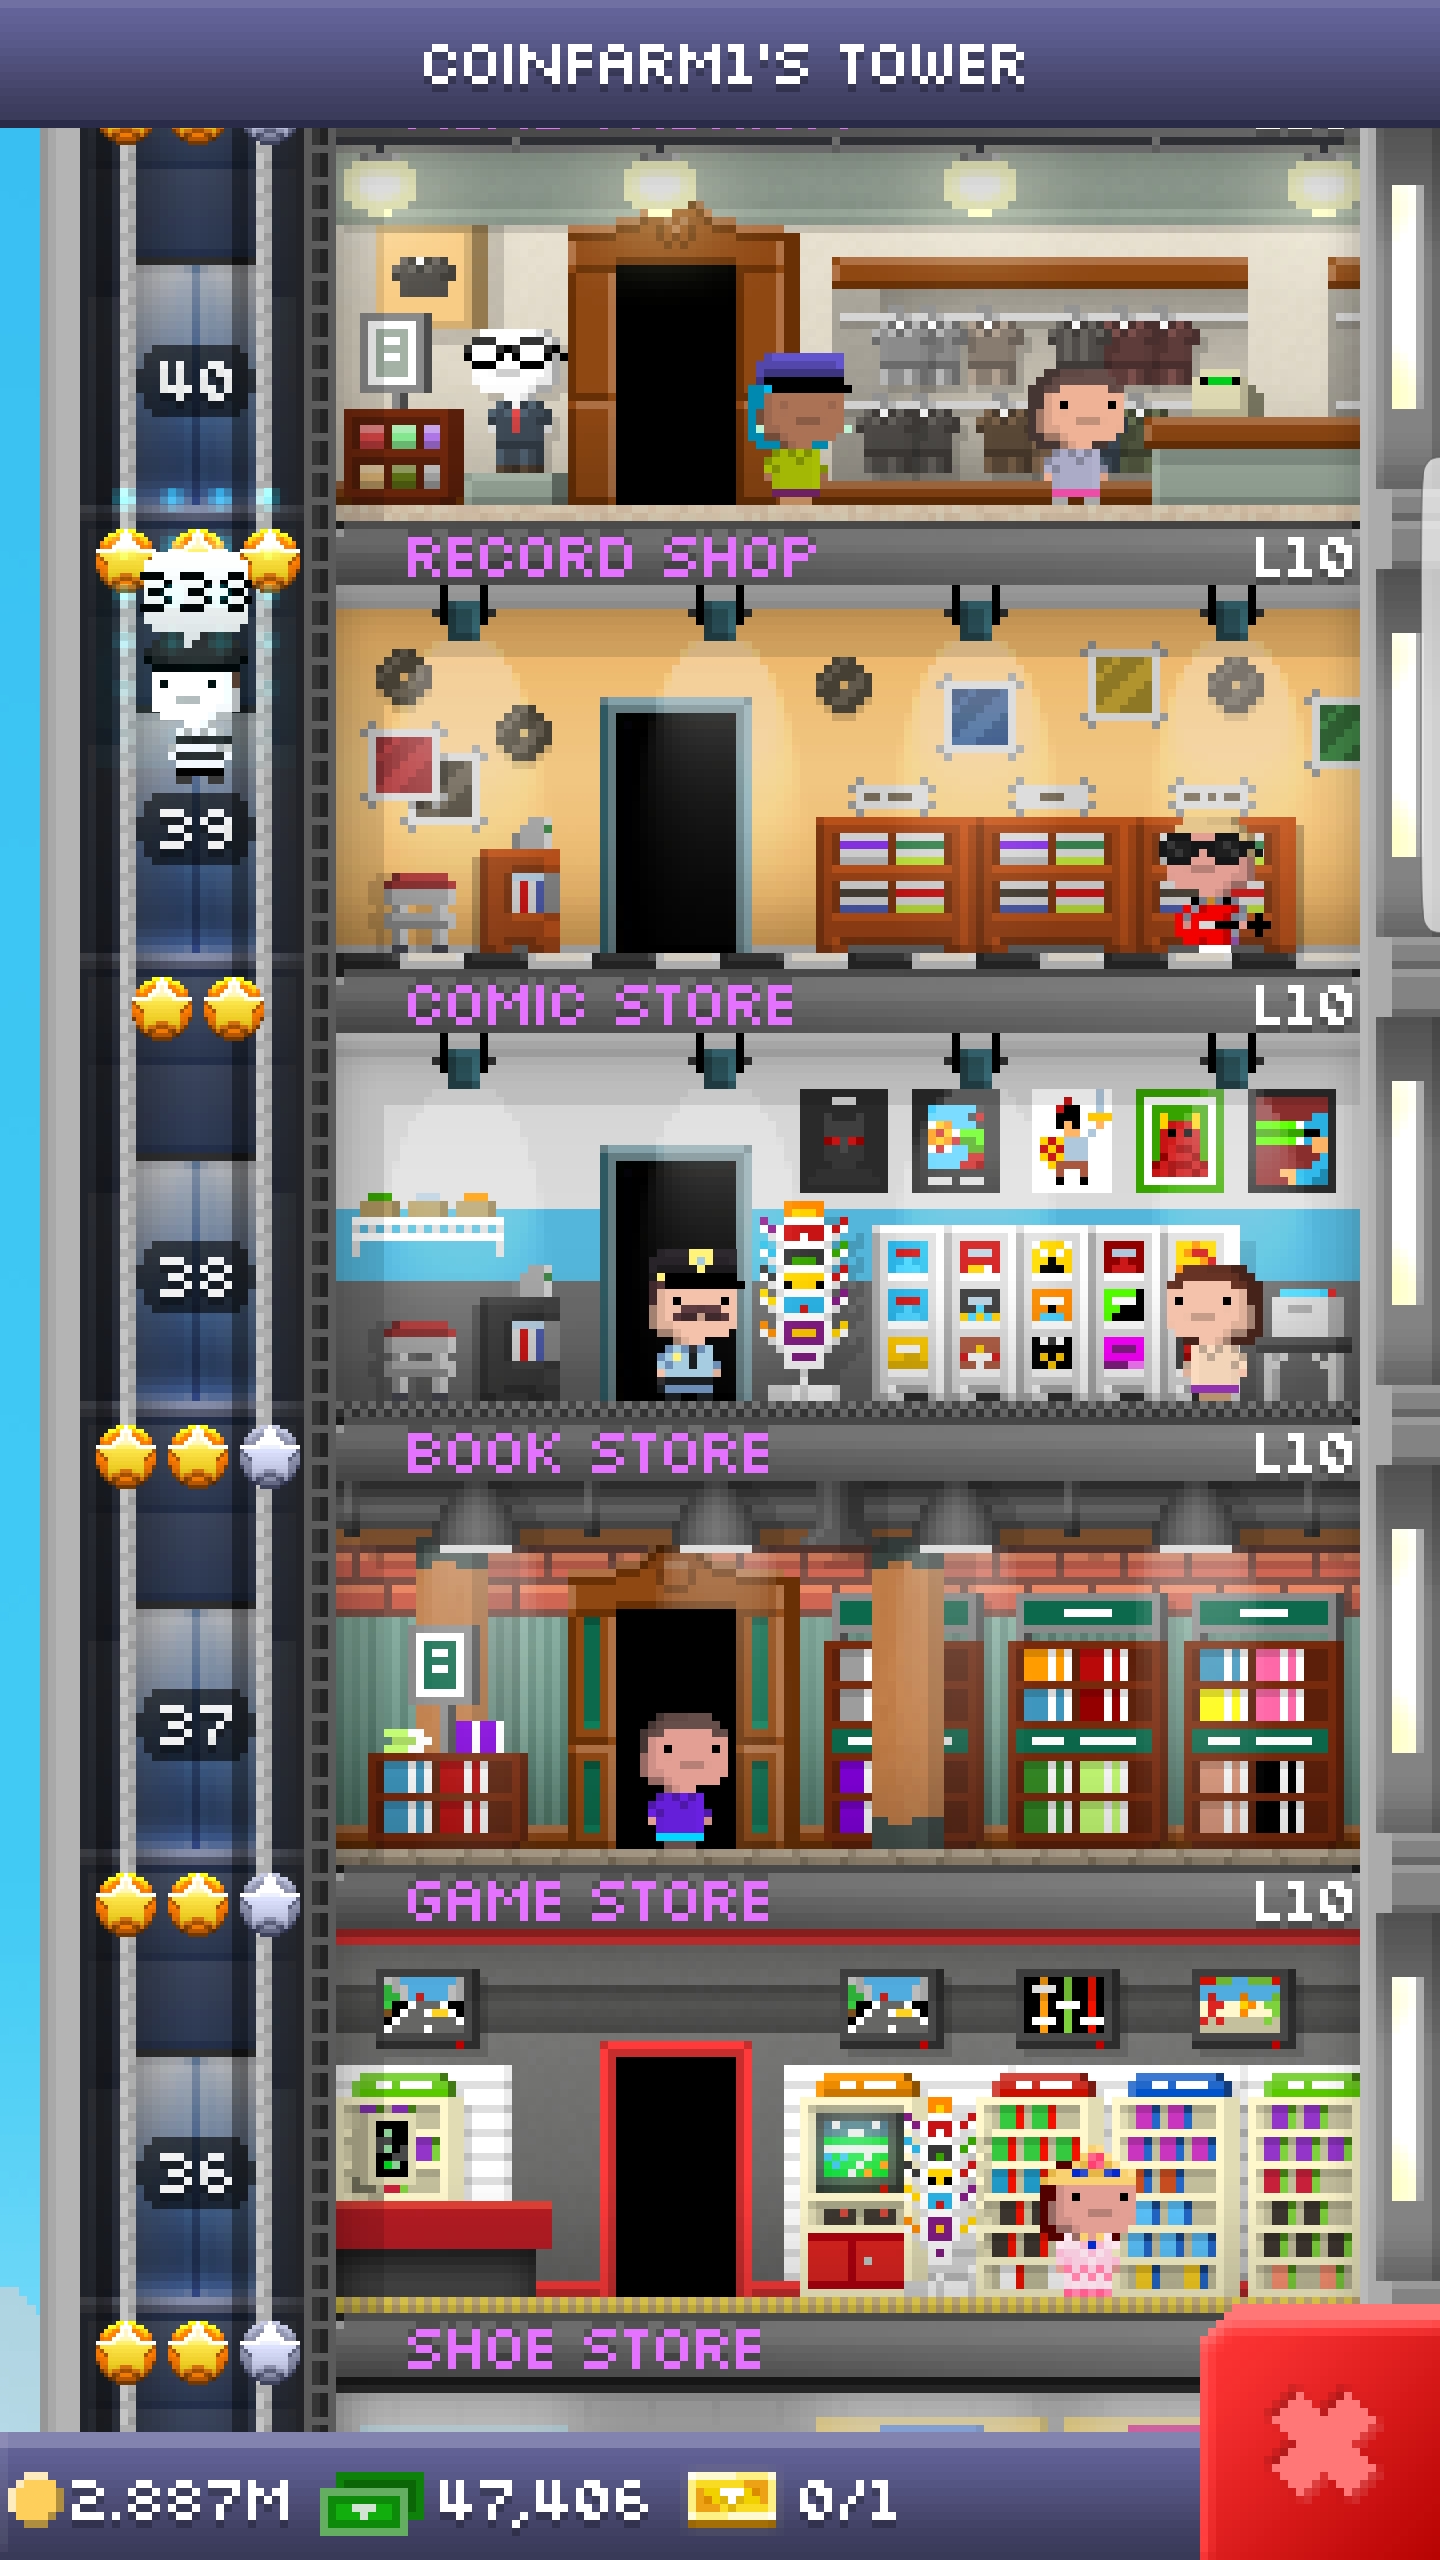 COINFARM1'S TOWER
40
RECORD SHOP L10
338
39
COMIC STORE L10
38
BOOK STORE L10
37
GAME STORE L10
36
SHOE STORE
2.887M 47,406 0/1